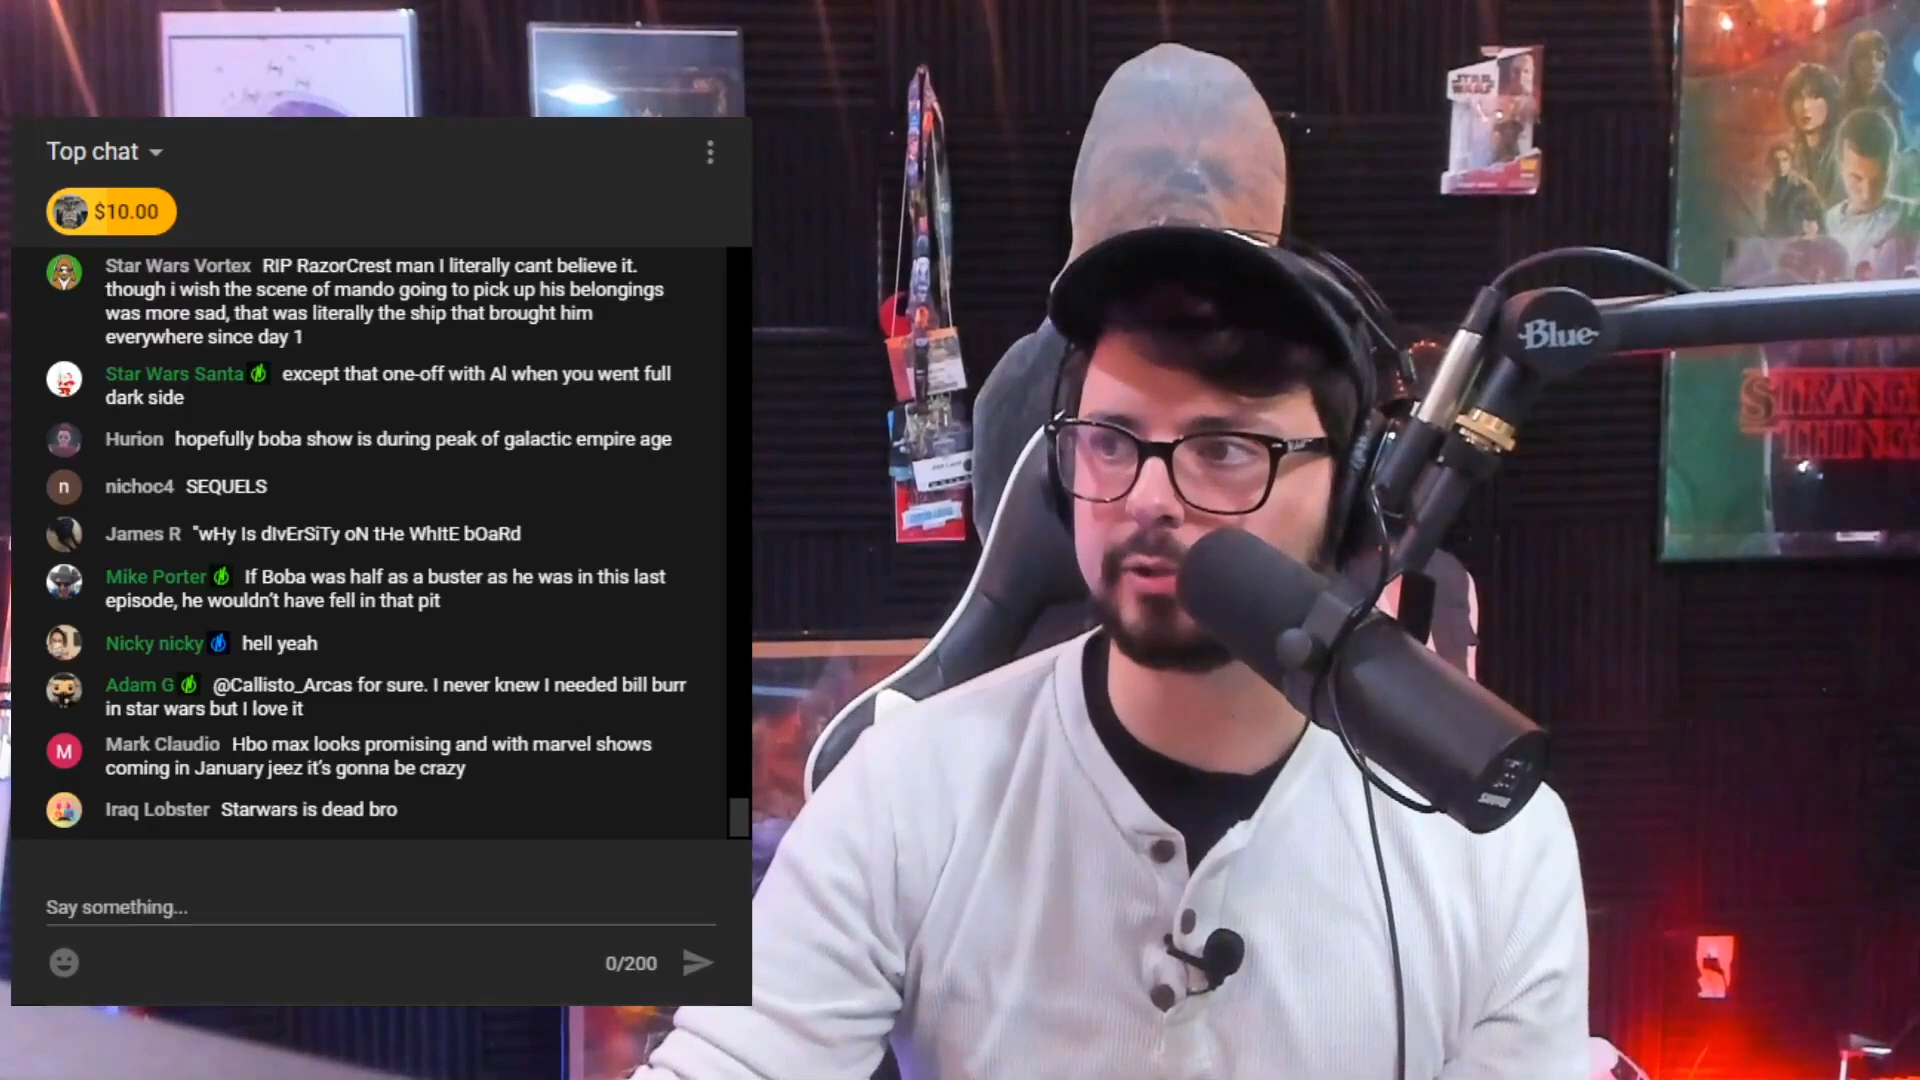 Top chat
$10.00
Star Wars Vortex RIP RazorCrest man I literally cant believe it.
though i wish the scene of mando going to pick up his belongings
was more sad, that was literally the ship that brought him
everywhere since day 1
Star Wars Santa except that one-off with Al when you went full
dark side
Hurion hopefully boba show is during peak of galactic empire age
n nichoc4 SEQUELS
James R "wHy Is dIvErSiTy oN tHe WhItE bOaRd
Mike Porter If Boba was half as a buster as he was in this last
episode, he wouldn't have fell in that pit
Nicky nicky hell yeah
Adam G @Callisto_Arcas for sure. I never knew I needed bill burr
in star wars but I love it
M Mark Claudio Hbo max looks promising and with marvel shows
coming in January jeez it's gonna be crazy
Iraq Lobster Starwars is dead bro
Say something...
0/200
STAR
WARS
Blue
STRANG
THING
SHURE